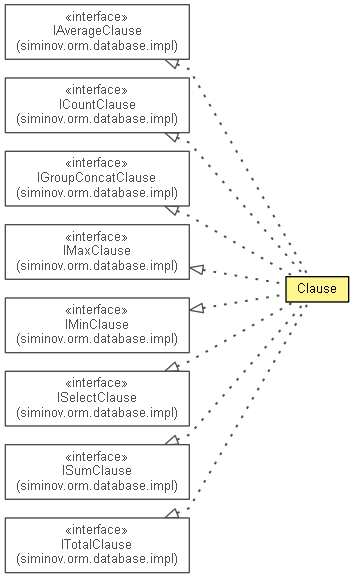 «interface»
IAverageClause
(siminov.orm.database.impl)
«interface»
ICountClause
(siminov.orm.database.impl)
«interface»
IGroupConcatClause
(siminov.orm.database.impl)
«interface»
IMaxClause
(siminov.orm.database.impl)
Clause
«interface»
IMinClause
(siminov.orm.database.impl)
«interface»
ISelectClause
(siminov.orm.database.impl)
«interface»
ISumClause
(siminov.orm.database.impl)
«interface»
ITotalClause
(siminov.orm.database.impl)